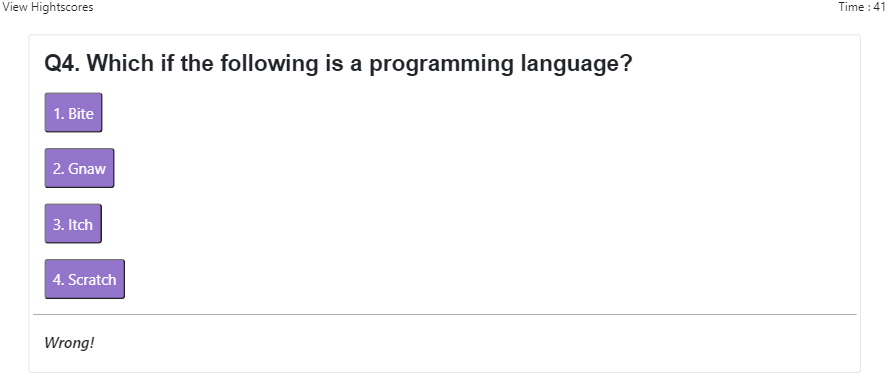 View Hightscores
Time : 41
Q4. Which if the following is a programming language?
1. Bite
2. Gnaw
3. Itch
4. Scratch
Wrong!